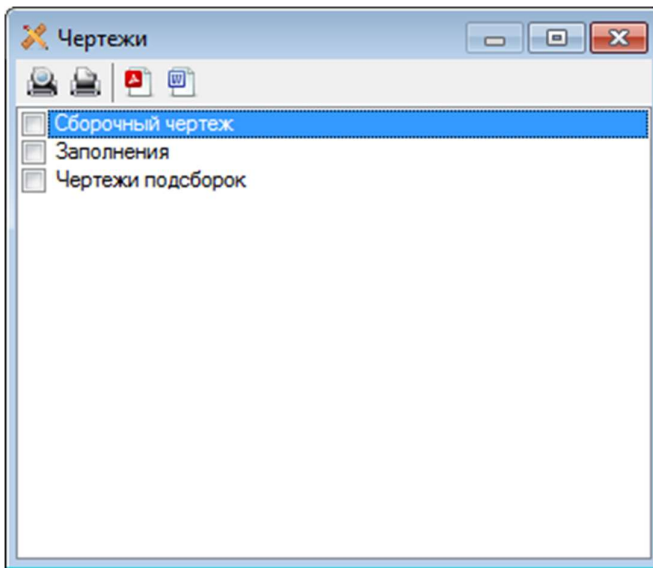 Чертежи
Сборочный чертеж
Заполнения
Чертежи подсборок